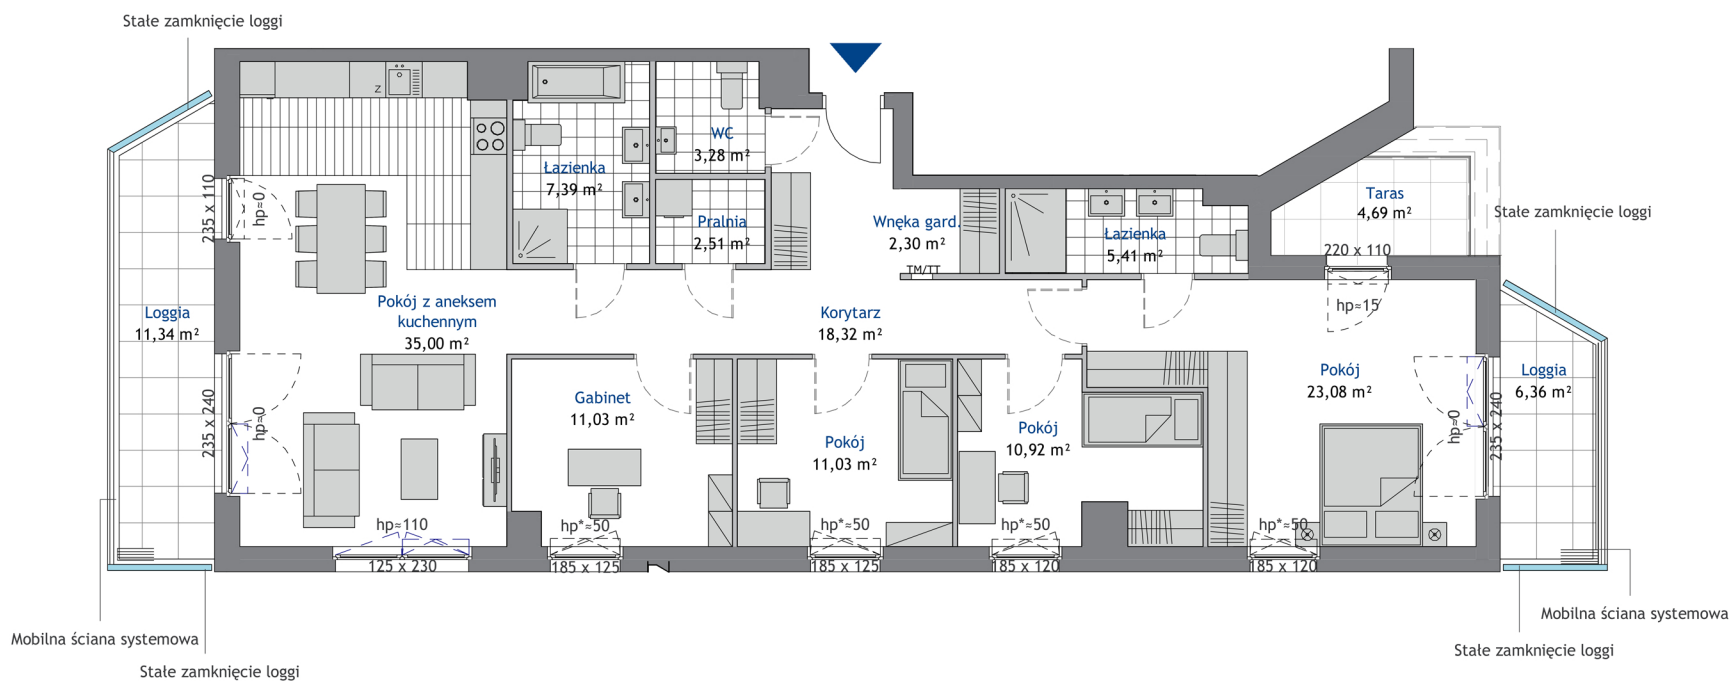 Stałe zamknięcie loggi
z
WC
3,28 m²
Łazienka
7,39 m²
Pralnia
2,51 m²
Wnęka gard.
2,30 m²
TM/TT
Łazienka
5,41 m²
Taras
4,69 m²
Stałe zamknięcie loggi
220 x 110
hp≈15
235 x 110
hp≈0
Loggia
11,34 m²
Pokój z aneksem
kuchennym
35,00 m²
Korytarz
18,32 m²
235 x 240
hp≈0
Gabinet
11,03 m²
Pokój
11,03 m²
Pokój
10,92 m²
Pokój
23,08 m²
Loggia
6,36 m²
hp≈0
235 x 240
hp≈110
hp*≈50
hp*≈50
hp*≈50
hp*≈50
125 x 230
185 x 125
185 x 125
185 x 120
185 x 120
Mobilna ściana systemowa
Stałe zamknięcie loggi
Mobilna ściana systemowa
Stałe zamknięcie loggi